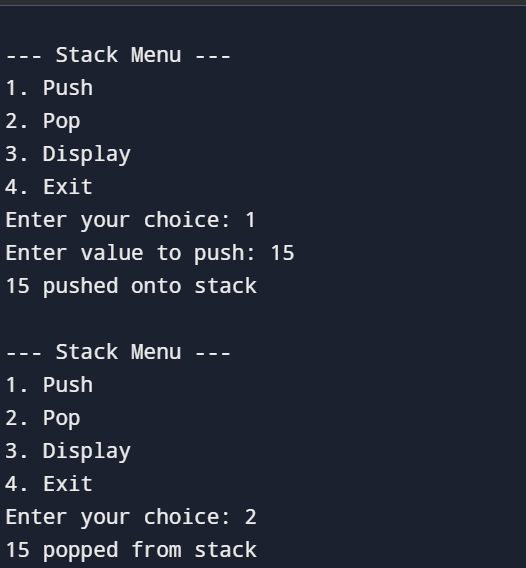 --- Stack Menu ---
1. Push
2. Pop
3. Display
4. Exit
Enter your choice: 1
Enter value to push: 15
15 pushed onto stack

--- Stack Menu ---
1. Push
2. Pop
3. Display
4. Exit
Enter your choice: 2
15 popped from stack